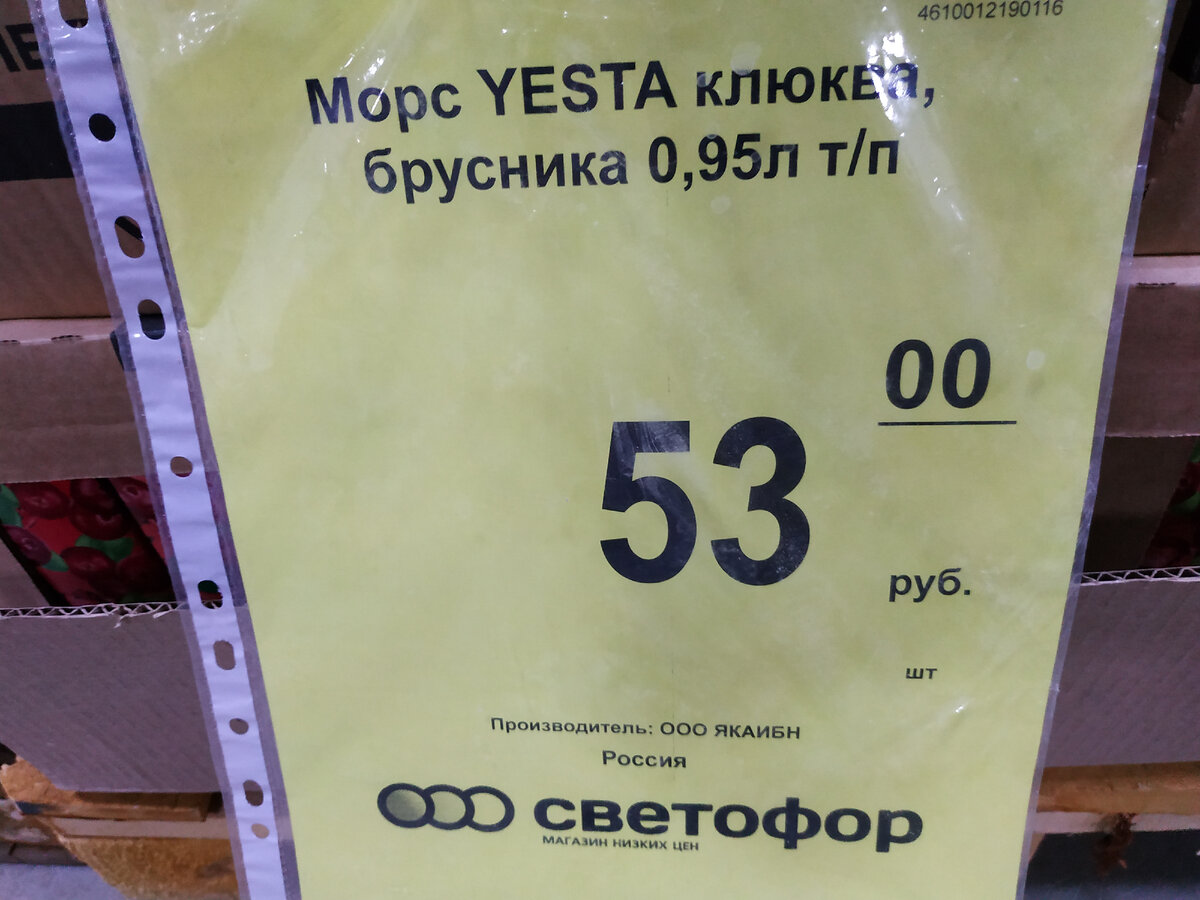 4610012190116
Морс YESTA клюква,
брусника 0,95л т/п
00
53
руб.
шт
Производитель: ООО ЯКАИБН
Россия
светофор
МАГАЗИН НИЗКИХ ЦЕН